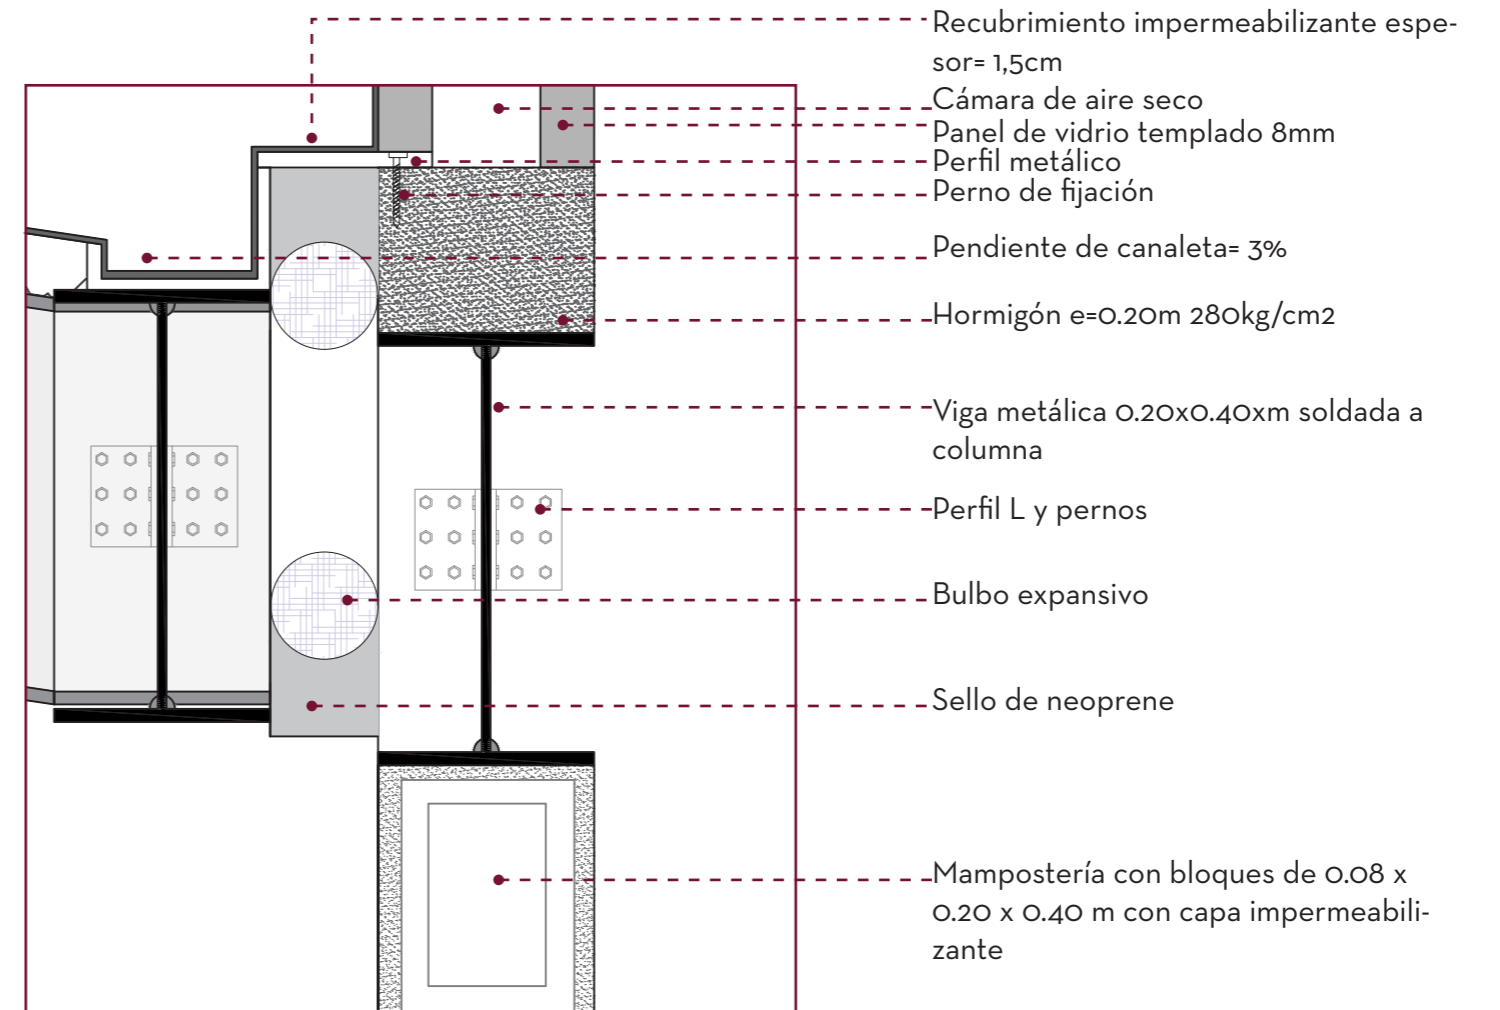 Recubrimiento impermeabilizante espe-
sor= 1,5cm
Cámara de aire seco
Panel de vidrio templado 8mm
Perfil metálico
Perno de fijación
Pendiente de canaleta= 3%
Hormigón e=0.20m 280kg/cm2
Viga metálica 0.20x0.40xm soldada a
columna
Perfil L y pernos
Bulbo expansivo
Sello de neoprene
Mampostería con bloques de 0.08 x
0.20 x 0.40 m con capa impermeabili-
zante